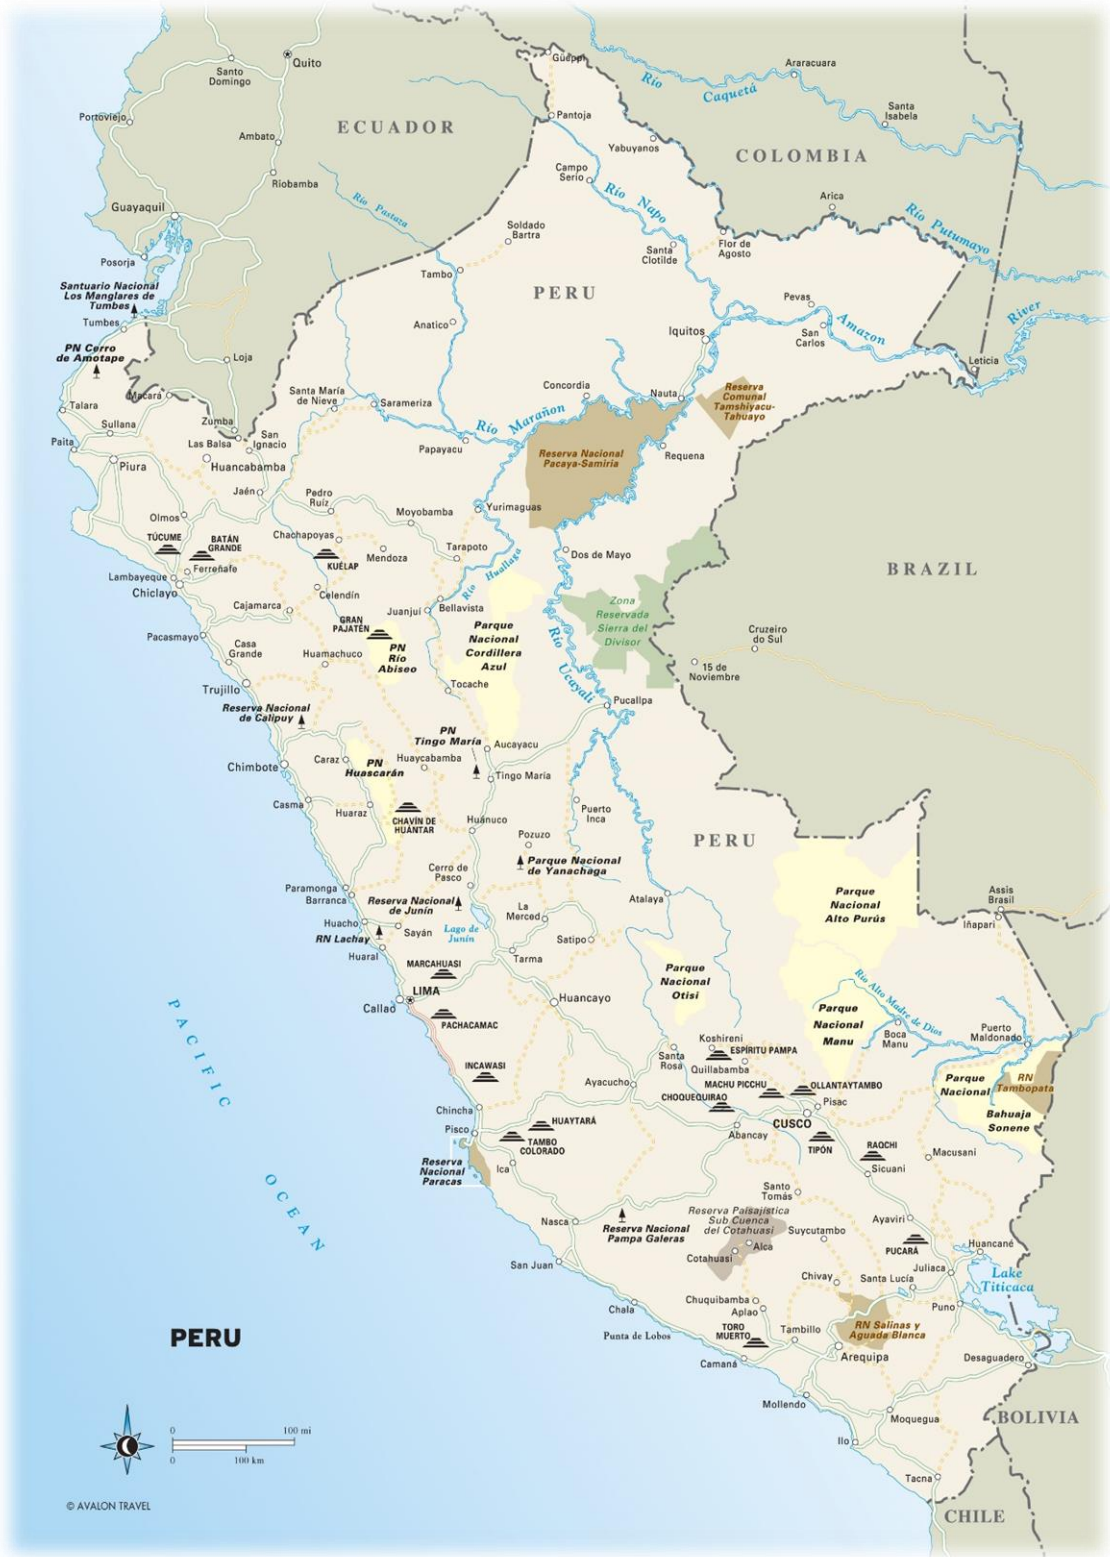 Quito
Santo
Domingo
Portoviejo
Ambato
Riobamba
ECUADOR
Guayaquil
Posorja
Río Pastaza
Güeppí
Pantoja
Yabuyanos
Campo
Serio
Río Napo
Río
Caquetá
Araracuara
Santa
Isabela
COLOMBIA
Arica
Río Putumayo
Soldado
Bartra
Santa
Clotilde
Flor de
Agosto
Santuario Nacional
Los Manglares de
Tumbes
Tumbes
PN Cerro
de Amotape
Tambo
PERU
Anatico
Iquitos
Pevas
San
Carlos
Amazon
River
Leticia
Loja
Macará
Talara
Sullana
Paita
Piura
Zumba
Las Balsa
San
Ignacio
Huancabamba
Santa María
de Nieve
Sarameriza
Concordia
Nauta
Reserva
Comunal
Tamshiyacu-
Tahuayo
Río Marañon
Papayacu
Reserva Nacional
Pacaya-Samiria
Requena
Jaén
Pedro
Ruíz
Moyobamba
Yurimaguas
Olmos
TÚCUME
BATÁN
GRANDE
Chachapoyas
KUÉLAP
Mendoza
Tarapoto
Río Huallaga
Dos de Mayo
Lambayeque
Ferreñafe
Chiclayo
Celendín
Cajamarca
Juanjuí
Bellavista
Zona
Reservada
Sierra del
Divisor
BRAZIL
Pacasmayo
Casa
Grande
Huamachuco
GRAN
PAJATÉN
PN
Río
Abiseo
Parque
Nacional
Cordillera
Azul
Río Ucayali
Cruzeiro
do Sul
15 de
Noviembre
Trujillo
Tocache
Pucallpa
Reserva Nacional
de Calipuy
PN
Tingo María
Aucayacu
Chimbote
Caraz
PN
Huascarán
Huaycabamba
Tingo María
Casma
Huaraz
CHAVÍN DE
HUÁNTAR
Huánuco
Puerto
Inca
Pozuzo
PERU
Parque Nacional
de Yanachaga
Cerro de
Pasco
Paramonga
Barranca
Reserva Nacional
de Junín
La
Merced
Atalaya
Parque
Nacional
Alto Purús
Assis
Brasil
Iñapari
Huacho
Sayán
RN Lachay
Lago de
Junín
Satipo
Huaral
Tarma
MARCAHUASI
Parque
Nacional
Otisi
Río Alto Madre de Dios
LIMA
Callao
PACHACAMAC
Huancayo
Parque
Nacional
Manu
Boca
Manu
Puerto
Maldonado
Koshireni
ESPÍRITU PAMPA
Santa
Rosa
Quillabamba
INCAWASI
Ayacucho
MACHU PICCHU
OLLANTAYTAMBO
CHOQUEQUIRAO
Pisac
Parque
Nacional
RN
Tambopata
Bahuaja
Sonene
Chincha
Pisco
HUAYTARÁ
TAMBO
COLORADO
Abancay
CUSCO
TIPÓN
RAQCHI
Macusani
Reserva
Nacional
Paracas
Ica
Sicuani
Santo
Tomás
Nasca
Reserva Nacional
Pampa Galeras
Reserva Paisajística
Sub Cuenca
del Cotahuasi
Suycutambo
Ayaviri
Alca
Cotahuasi
PUCARÁ
Huancané
San Juan
Chivay
Santa Lucía
Juliaca
Lake
Titicaca
Chala
Chuquibamba
Aplao
Puno
Punta de Lobos
TORO
MUERTO
Tambillo
RN Salinas y
Aguada Blanca
PERU
Camaná
Arequipa
Desaguadero
Mollendo
Moquegua
BOLIVIA
Ilo
Tacna
CHILE
PACIFIC
OCEAN
0 100 mi
0 100 km
© AVALON TRAVEL